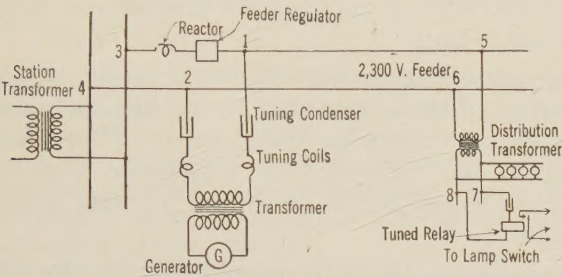 Feeder Regulator
Reactor
3
1
5
Station
Transformer
4
2
2,300 V. Feeder
6
Tuning Condenser
Distribution
Transformer
Tuning Coils
Transformer
8
7
Tuned Relay
To Lamp Switch
Generator
G